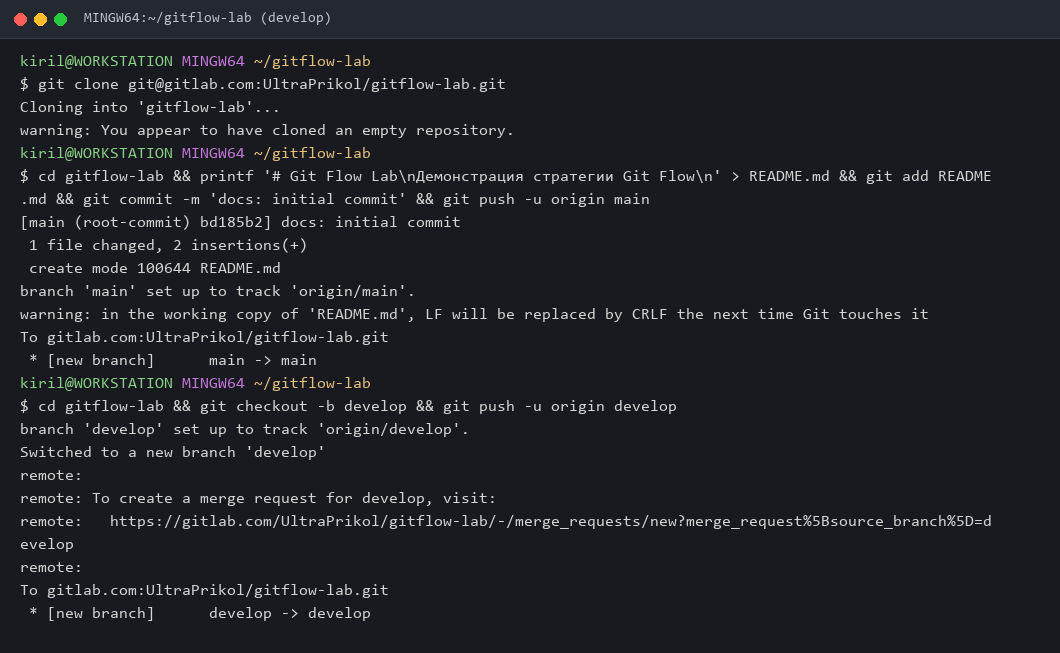 MINGW64:~/gitflow-lab (develop)
kiril@WORKSTATION MINGW64 ~/gitflow-lab
$ git clone git@gitlab.com:UltraPrikol/gitflow-lab.git
Cloning into 'gitflow-lab'...
warning: You appear to have cloned an empty repository.
kiril@WORKSTATION MINGW64 ~/gitflow-lab
$ cd gitflow-lab && printf '# Git Flow Lab\nДемонстрация стратегии Git Flow\n' > README.md && git add README
.md && git commit -m 'docs: initial commit' && git push -u origin main
[main (root-commit) bd185b2] docs: initial commit
 1 file changed, 2 insertions(+)
 create mode 100644 README.md
branch 'main' set up to track 'origin/main'.
warning: in the working copy of 'README.md', LF will be replaced by CRLF the next time Git touches it
To gitlab.com:UltraPrikol/gitflow-lab.git
 * [new branch]      main -> main
kiril@WORKSTATION MINGW64 ~/gitflow-lab
$ cd gitflow-lab && git checkout -b develop && git push -u origin develop
branch 'develop' set up to track 'origin/develop'.
Switched to a new branch 'develop'
remote:
remote: To create a merge request for develop, visit:
remote:   https://gitlab.com/UltraPrikol/gitflow-lab/-/merge_requests/new?merge_request%5Bsource_branch%5D=d
evelop
remote:
To gitlab.com:UltraPrikol/gitflow-lab.git
 * [new branch]      develop -> develop